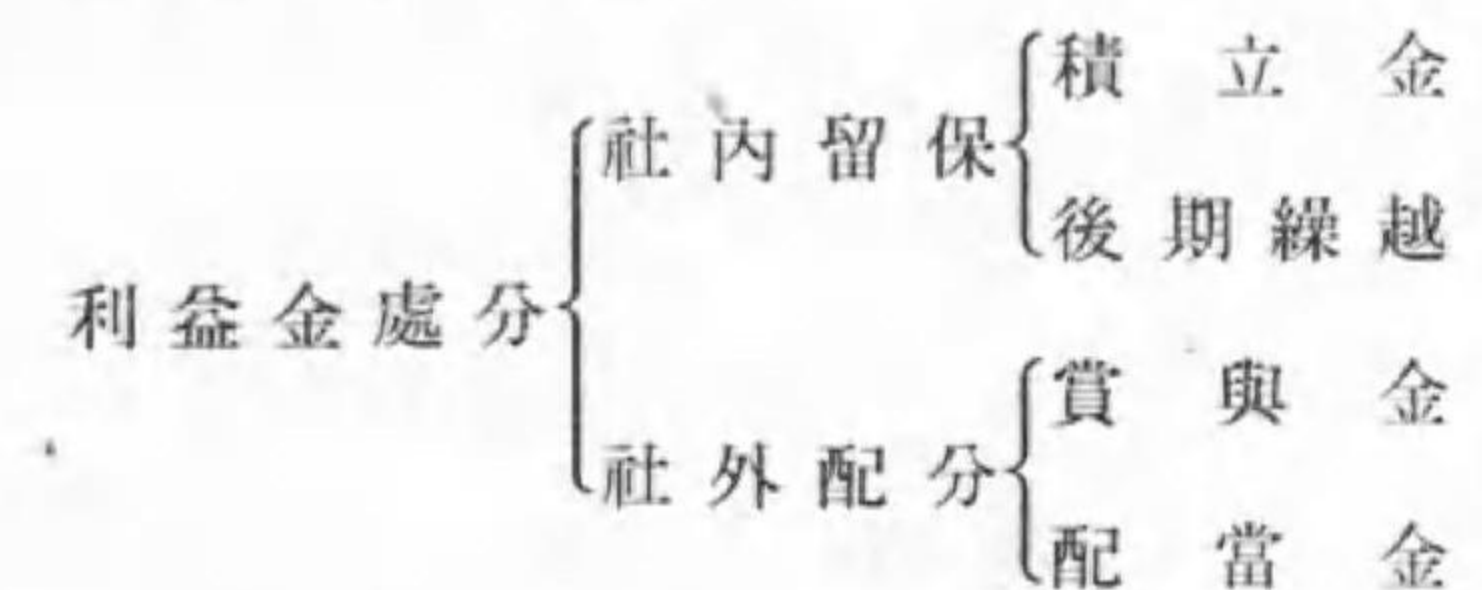 積立金
社內留保
後期繰越
利益金處分
賞與金
社外配分
配當金